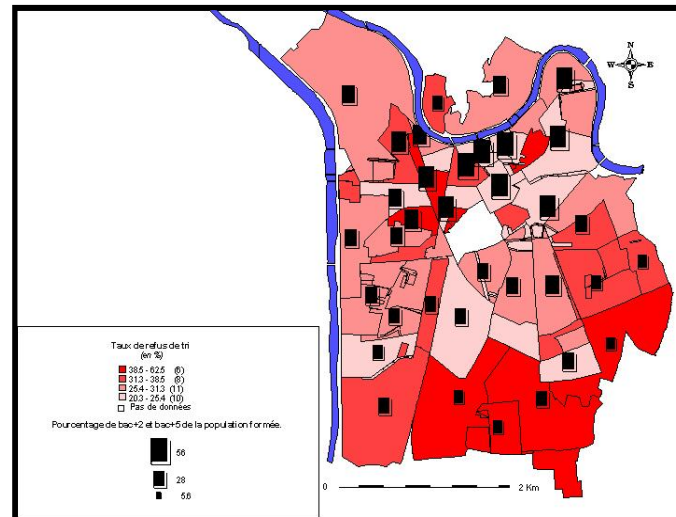 N
W E
S
Taux de refus de tri
(en %)
38.5 - 62.5 (6)
31.3 - 38.5 (8)
25.4 - 31.3 (11)
20.3 - 25.4 (10)
Pas de données
Pourcentage de bac+2 et bac+5 de la population formée.
56
28
5.6
0 2 Km